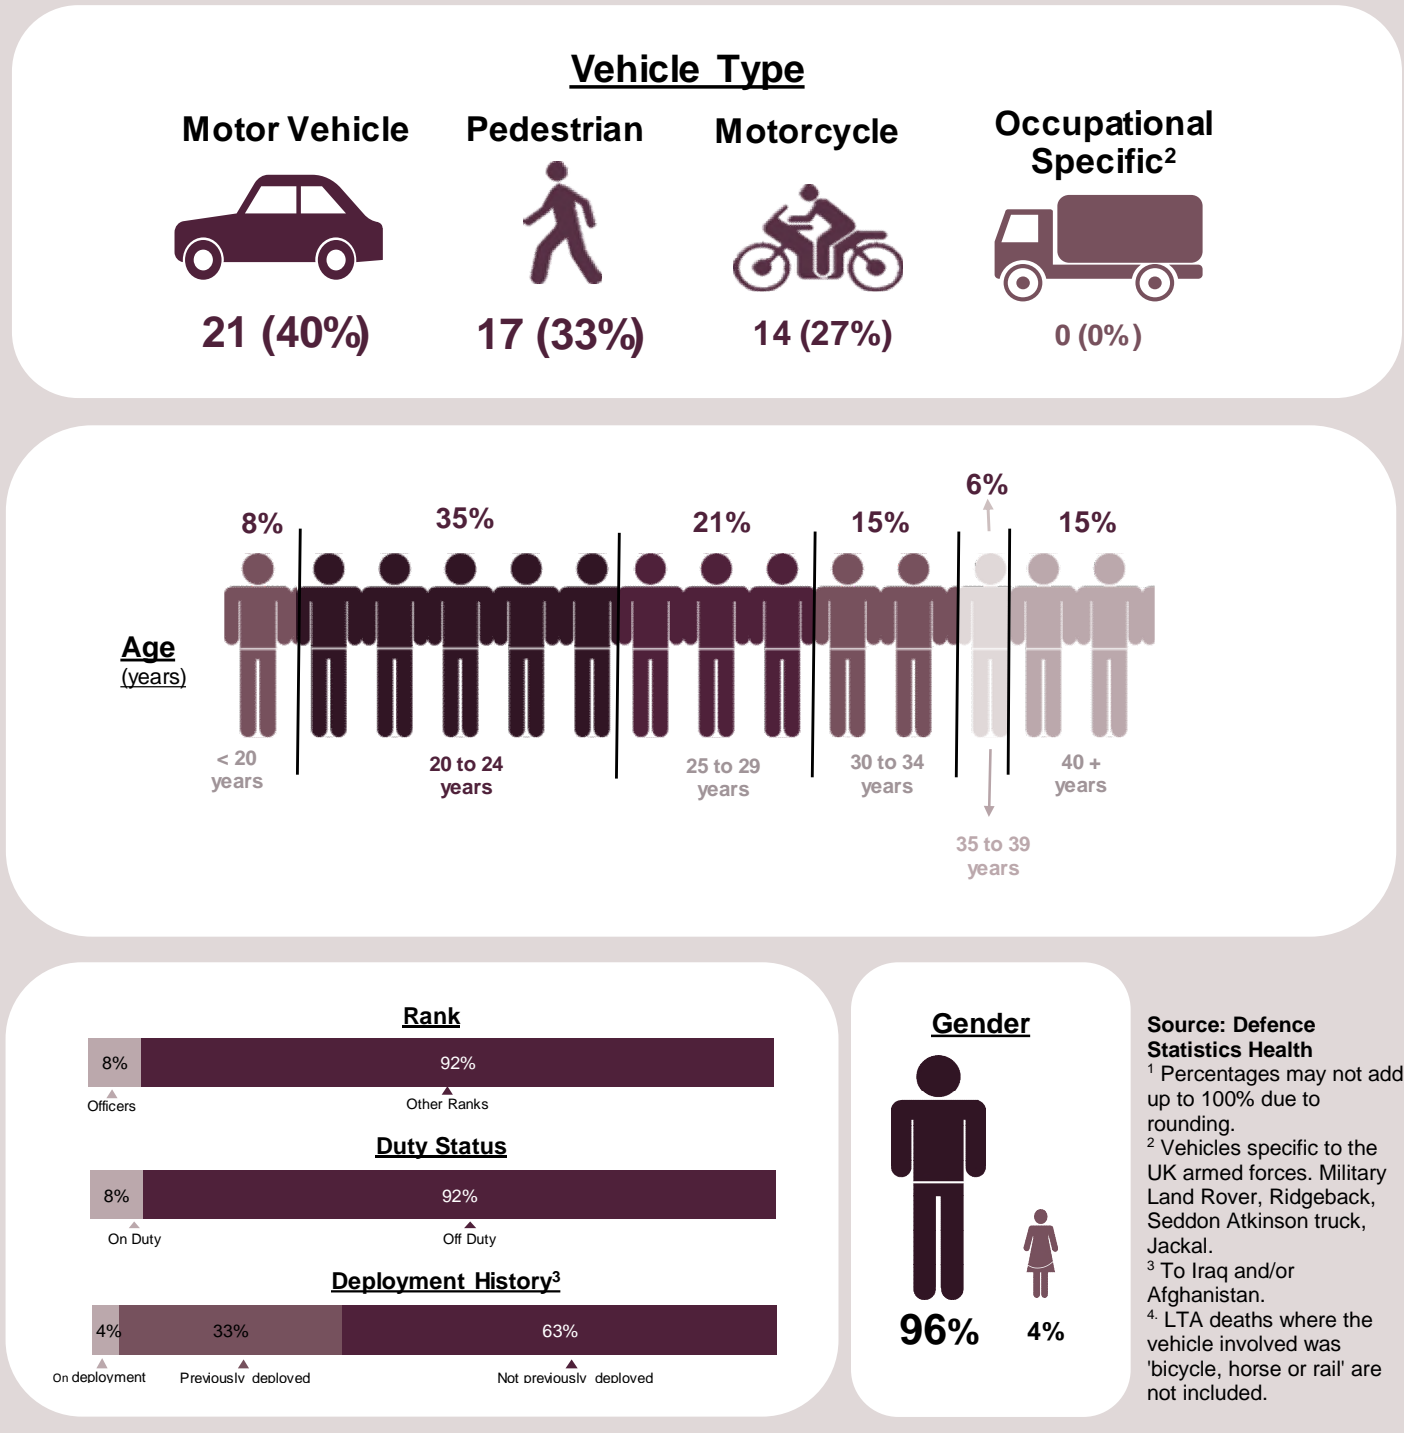 Vehicle Type
Motor Vehicle
Pedestrian
Motorcycle
Occupational
Specific²
21 (40%)
17 (33%)
14 (27%)
0 (0%)
8%
35%
21%
15%
6%
15%
Age
(years)
< 20
years
20 to 24
years
25 to 29
years
30 to 34
years
35 to 39
years
40 +
years
Rank
8%
92%
Officers
Other Ranks
Duty Status
8%
92%
On Duty
Off Duty
Deployment History³
4%
33%
63%
On deployment
Previously deployed
Not previously deployed
Gender
96%
4%
Source: Defence
Statistics Health
¹ Percentages may not add
up to 100% due to
rounding.
² Vehicles specific to the
UK armed forces. Military
Land Rover, Ridgeback,
Seddon Atkinson truck,
Jackal.
³ To Iraq and/or
Afghanistan.
⁴· LTA deaths where the
vehicle involved was
'bicycle, horse or rail' are
not included.